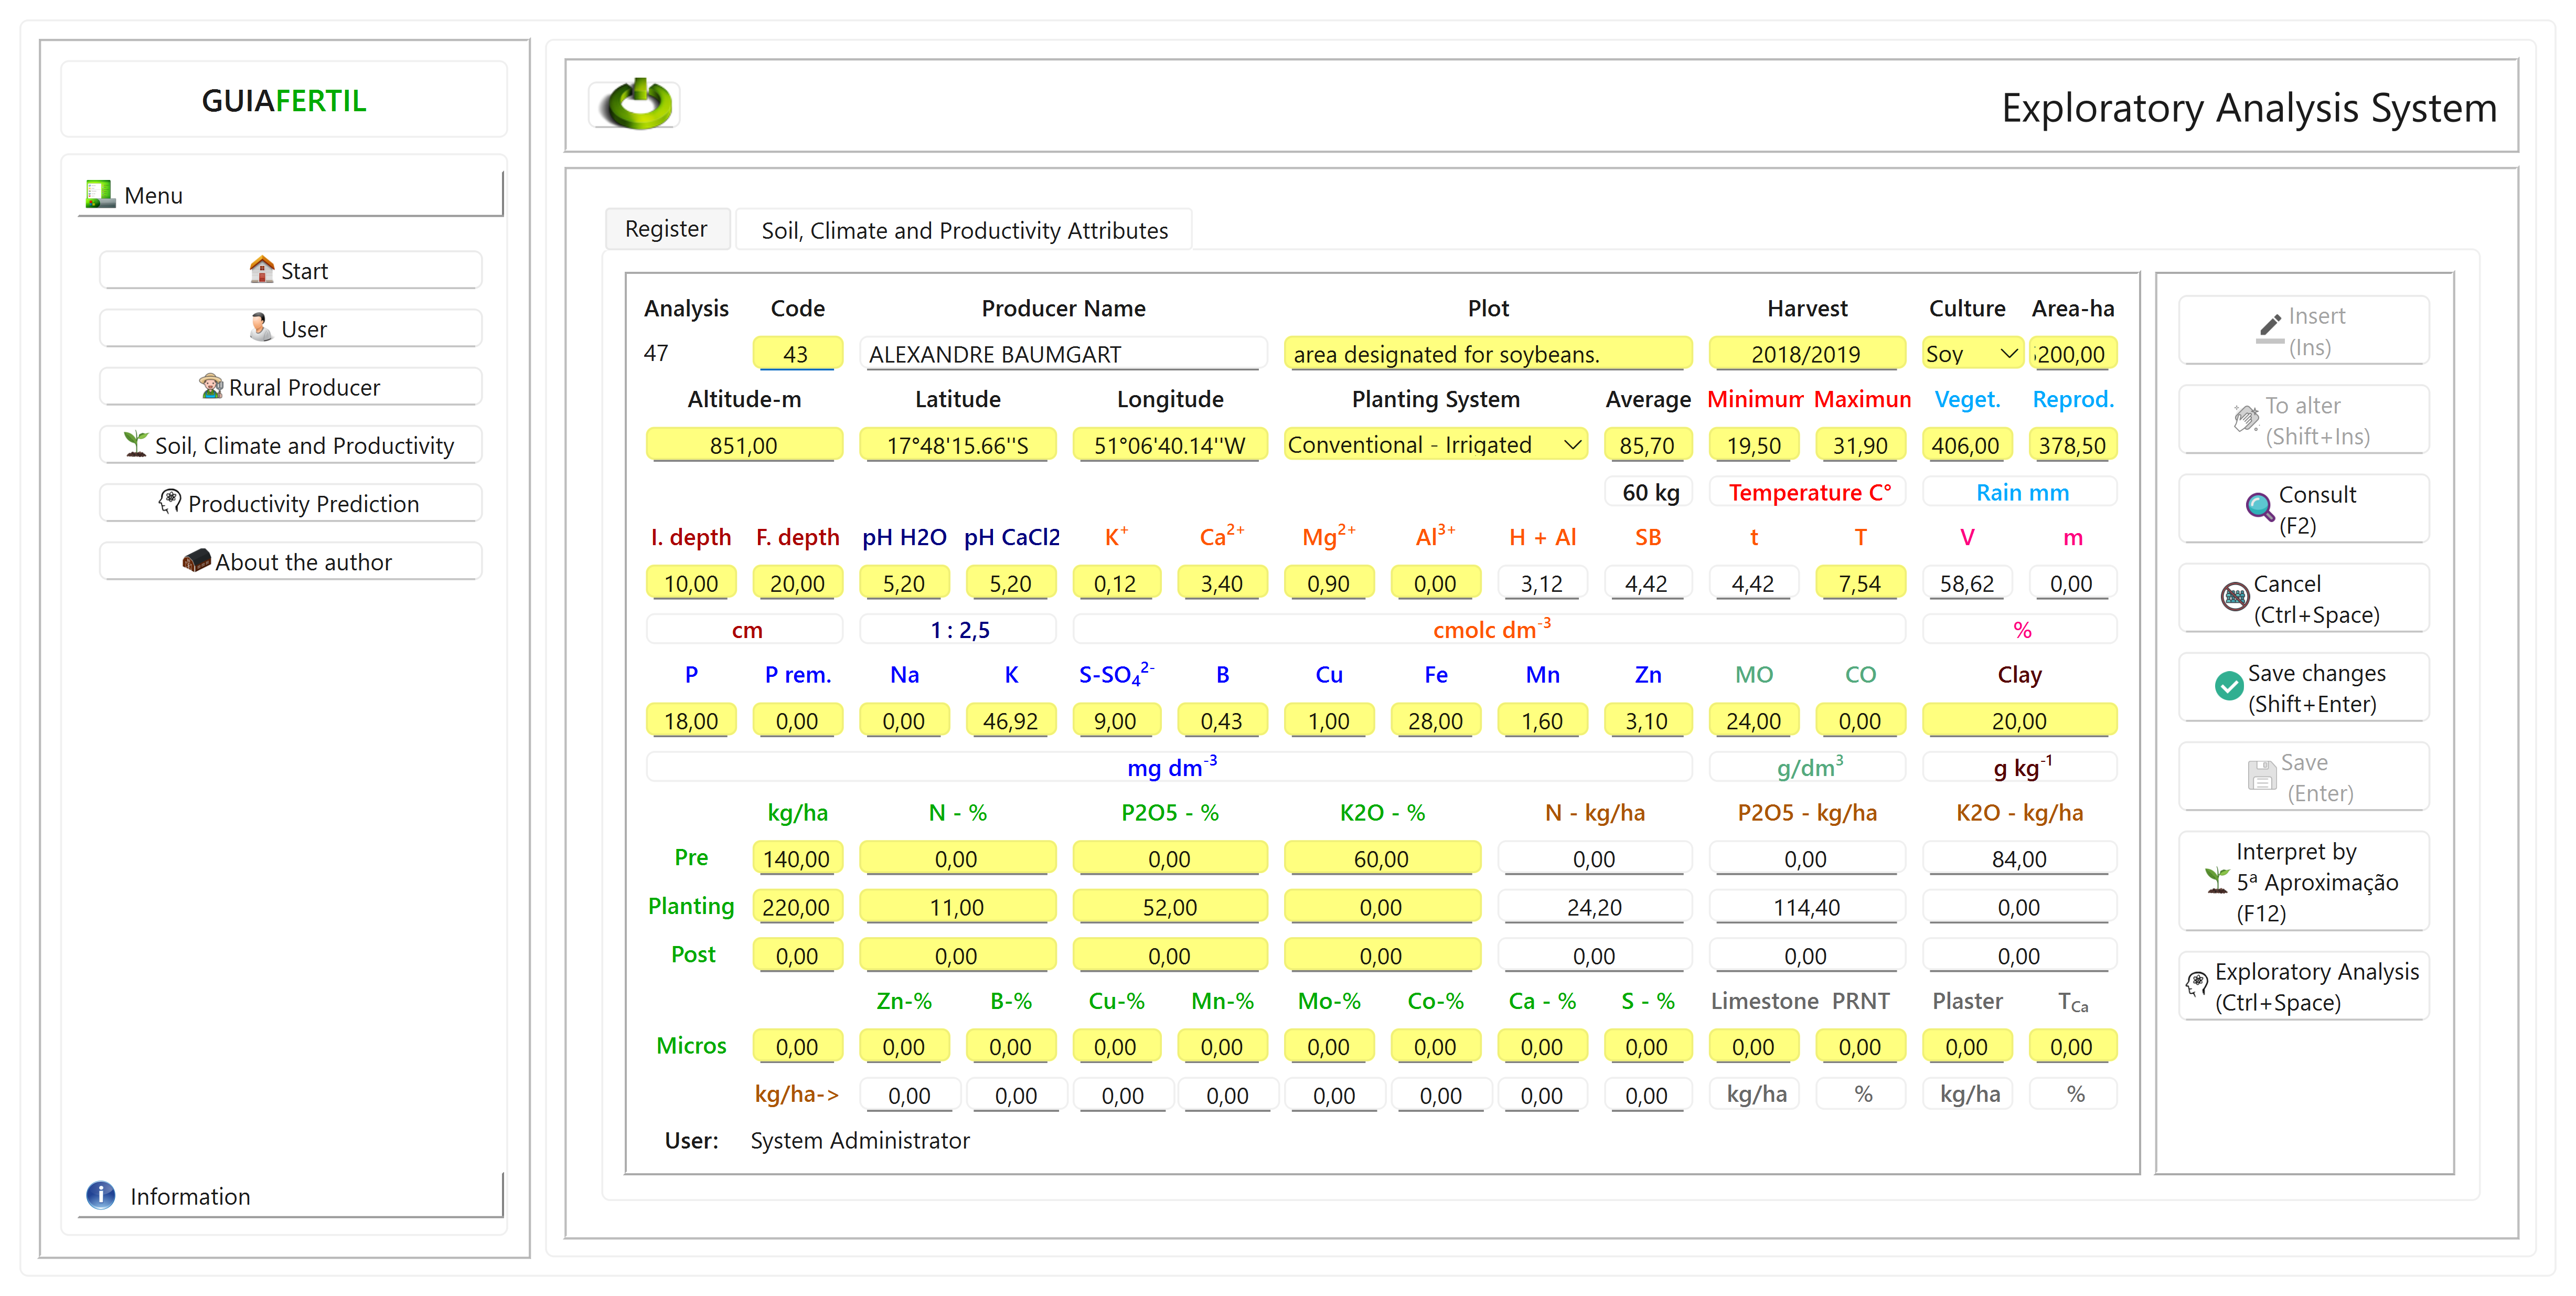 GUIAFERTIL
Menu
Start
User
Rural Producer
Soil, Climate and Productivity
Productivity Prediction
About the author
Information
Exploratory Analysis System
Register Soil, Climate and Productivity Attributes
Analysis Code Producer Name Plot Harvest Culture Area-ha
47 43 ALEXANDRE BAUMGART area designated for soybeans. 2018/2019 Soy 200,00
Altitude-m Latitude Longitude Planting System Average Minimum Maximun Veget. Reprod.
851,00 17°48'15.66''S 51°06'40.14''W Conventional - Irrigated 85,70 19,50 31,90 406,00 378,50
60 kg Temperature C° Rain mm
I. depth F. depth pH H2O pH CaCl2 K⁺ Ca²⁺ Mg²⁺ Al³⁺ H + Al SB t T V m
10,00 20,00 5,20 5,20 0,12 3,40 0,90 0,00 3,12 4,42 4,42 7,54 58,62 0,00
cm 1 : 2,5 cmolc dm⁻³ %
P P rem. Na K S-SO₄²⁻ B Cu Fe Mn Zn MO CO Clay
18,00 0,00 0,00 46,92 9,00 0,43 1,00 28,00 1,60 3,10 24,00 0,00 20,00
mg dm⁻³ g/dm³ g kg⁻¹
kg/ha N - % P2O5 - % K2O - % N - kg/ha P2O5 - kg/ha K2O - kg/ha
Pre 140,00 0,00 0,00 60,00 0,00 0,00 84,00
Planting 220,00 11,00 52,00 0,00 24,20 114,40 0,00
Post 0,00 0,00 0,00 0,00 0,00 0,00 0,00
Zn-% B-% Cu-% Mn-% Mo-% Co-% Ca - % S - % Limestone PRNT Plaster T_Ca
Micros 0,00 0,00 0,00 0,00 0,00 0,00 0,00 0,00 0,00 0,00 0,00 0,00 0,00
kg/ha-> 0,00 0,00 0,00 0,00 0,00 0,00 0,00 0,00 kg/ha % kg/ha %
User: System Administrator
Insert
(Ins)
To alter
(Shift+Ins)
Consult
(F2)
Cancel
(Ctrl+Space)
Save changes
(Shift+Enter)
Save
(Enter)
Interpret by
5ª Aproximação
(F12)
Exploratory Analysis
(Ctrl+Space)